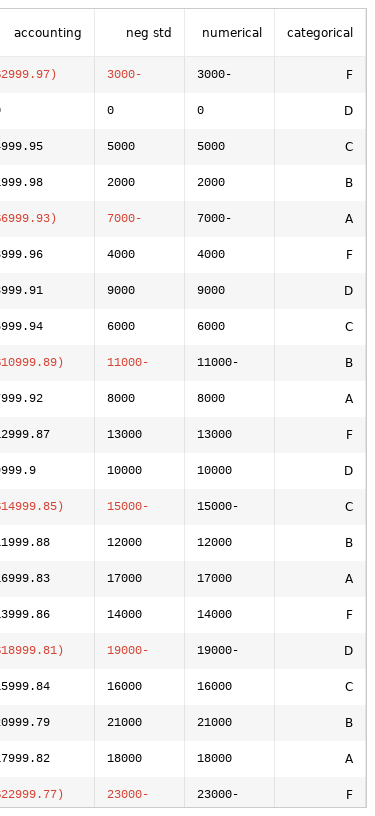 accounting neg std numerical categorical
2999.97) 3000- 3000- F
0 0 D
999.95 5000 5000 C
999.98 2000 2000 B
6999.93) 7000- 7000- A
999.96 4000 4000 F
999.91 9000 9000 D
999.94 6000 6000 C
10999.89) 11000- 11000- B
999.92 8000 8000 A
2999.87 13000 13000 F
999.9 10000 10000 D
14999.85) 15000- 15000- C
1999.88 12000 12000 B
6999.83 17000 17000 A
3999.86 14000 14000 F
18999.81) 19000- 19000- D
5999.84 16000 16000 C
0999.79 21000 21000 B
7999.82 18000 18000 A
22999.77) 23000- 23000- F